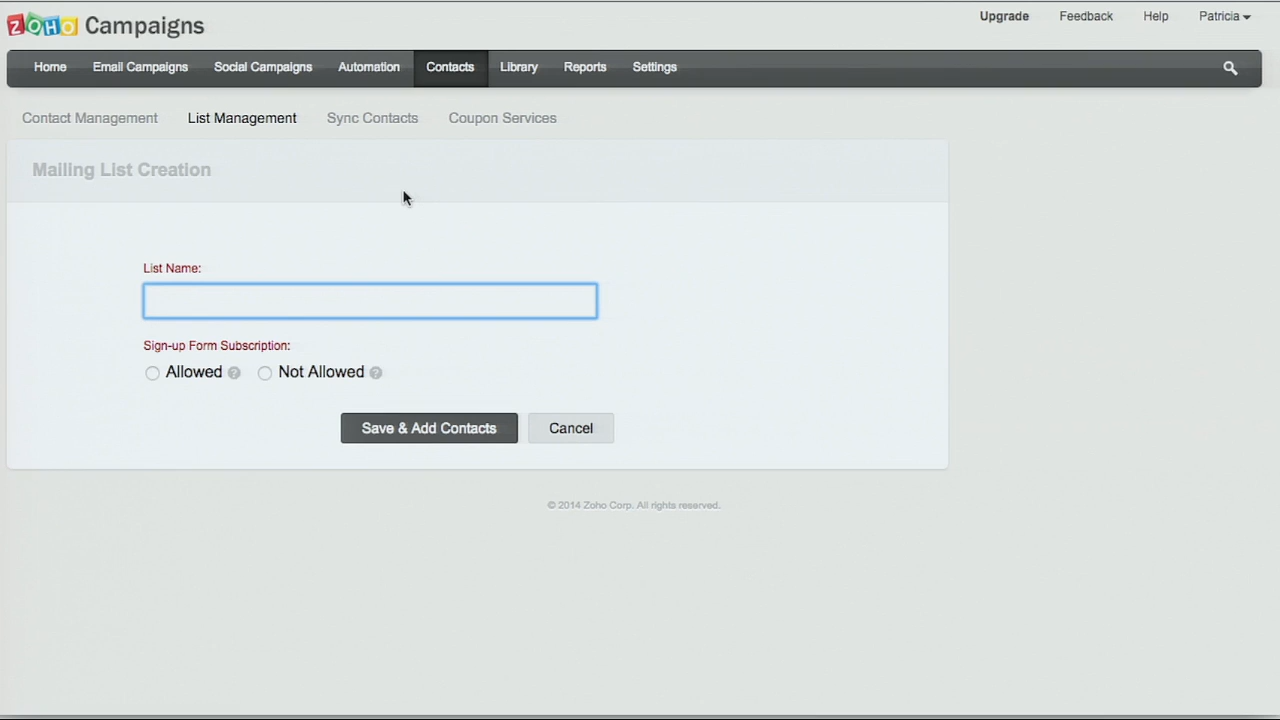 ZOHO Campaigns
Upgrade Feedback Help Patricia
Home Email Campaigns Social Campaigns Automation Contacts Library Reports Settings
Contact Management List Management Sync Contacts Coupon Services
Mailing List Creation
List Name:
Sign-up Form Subscription:
Allowed ? Not Allowed ?
Save & Add Contacts Cancel
© 2014 Zoho Corp. All rights reserved.